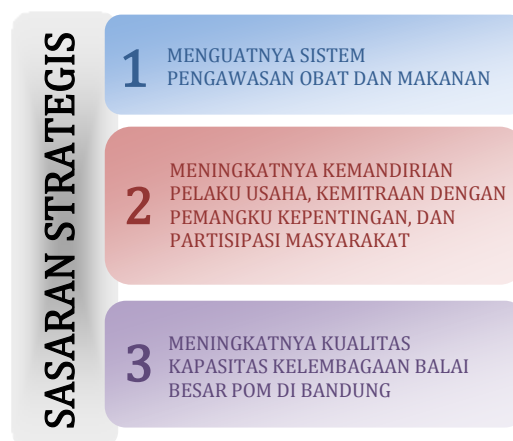 SASARAN STRATEGIS
1
MENGUATNYA SISTEM
PENGAWASAN OBAT DAN MAKANAN
2
MENINGKATNYA KEMANDIRIAN
PELAKU USAHA, KEMITRAAN DENGAN
PEMANGKU KEPENTINGAN, DAN
PARTISIPASI MASYARAKAT
3
MENINGKATNYA KUALITAS
KAPASITAS KELEMBAGAAN BALAI
BESAR POM DI BANDUNG